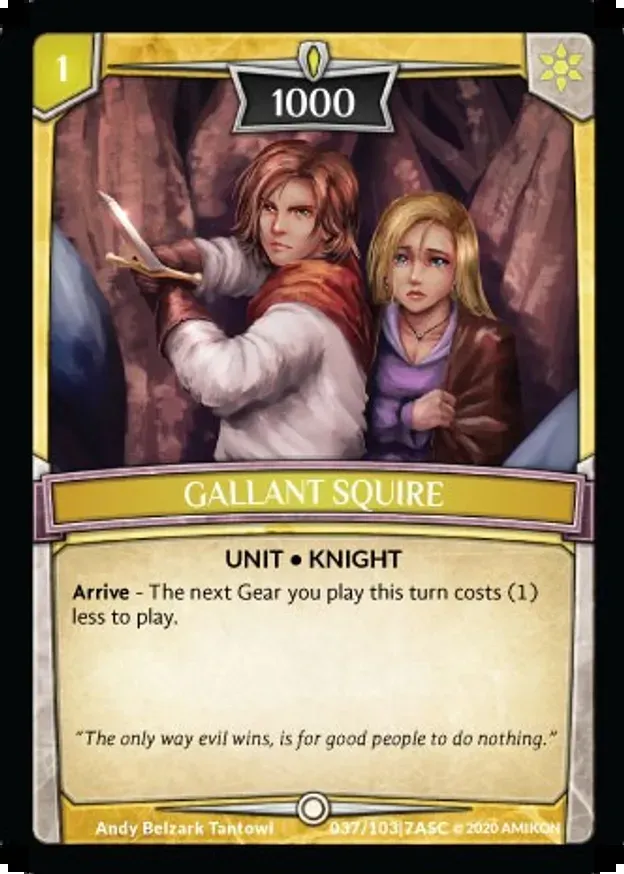 1
1000
GALLANT SQUIRE
UNIT • KNIGHT
Arrive - The next Gear you play this turn costs (1)
less to play.
"The only way evil wins, is for good people to do nothing."
Andy Belzark Tantowi 037/103|7ASC © 2020 AMIKON